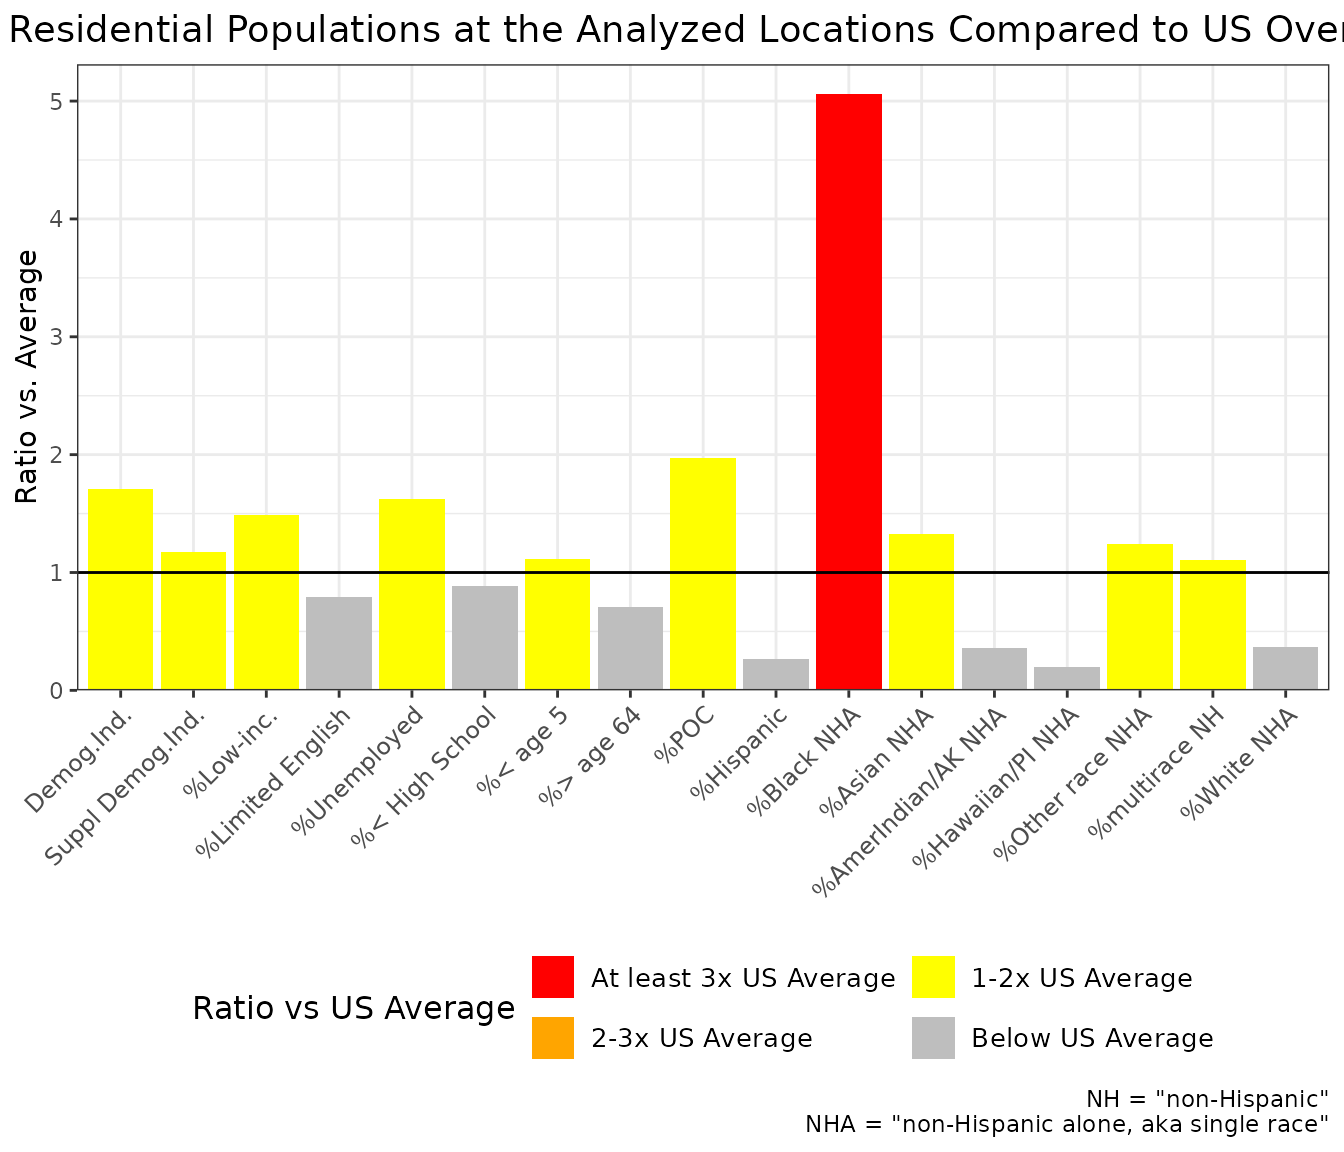 Residential Populations at the Analyzed Locations Compared to US Over
Ratio vs. Average
5
4
3
2
1
0
Demog.Ind.
Suppl Demog.Ind.
%Low-inc.
%Limited English
%Unemployed
%< High School
%< age 5
%> age 64
%POC
%Hispanic
%Black NHA
%Asian NHA
%AmerIndian/AK NHA
%Hawaiian/PI NHA
%Other race NHA
%multirace NH
%White NHA
Ratio vs US Average
At least 3x US Average
2-3x US Average
1-2x US Average
Below US Average
NH = "non-Hispanic"
NHA = "non-Hispanic alone, aka single race"